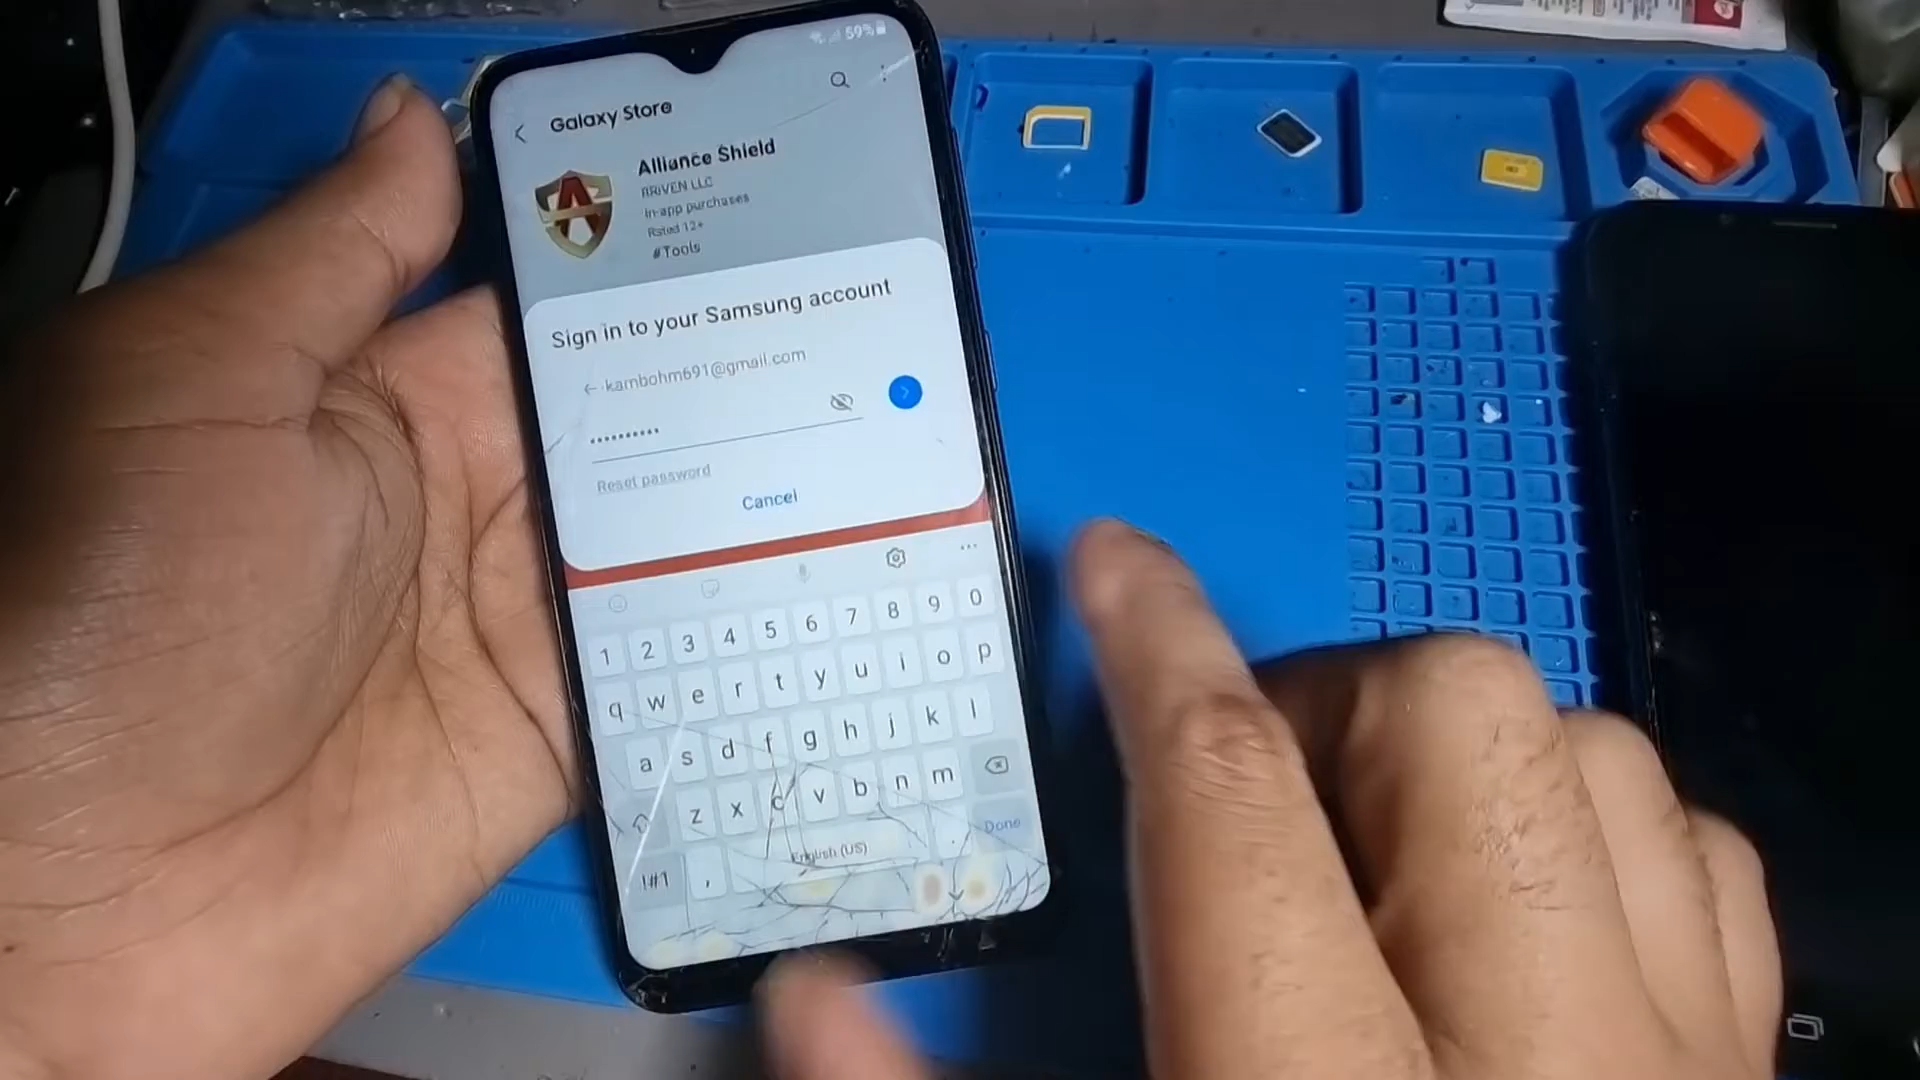 59%
Galaxy Store
Alliance Shield
RRiVEN LLC
In-app purchases
Rated 12+
#Tools
Sign in to your Samsung account
kambohm691@gmail.com
••••••••••
Reset password
Cancel
1 2 3 4 5 6 7 8 9 0
q w e r t y u i o p
a s d f g h j k l
z x c v b n m
!#1 , English (US) . Done